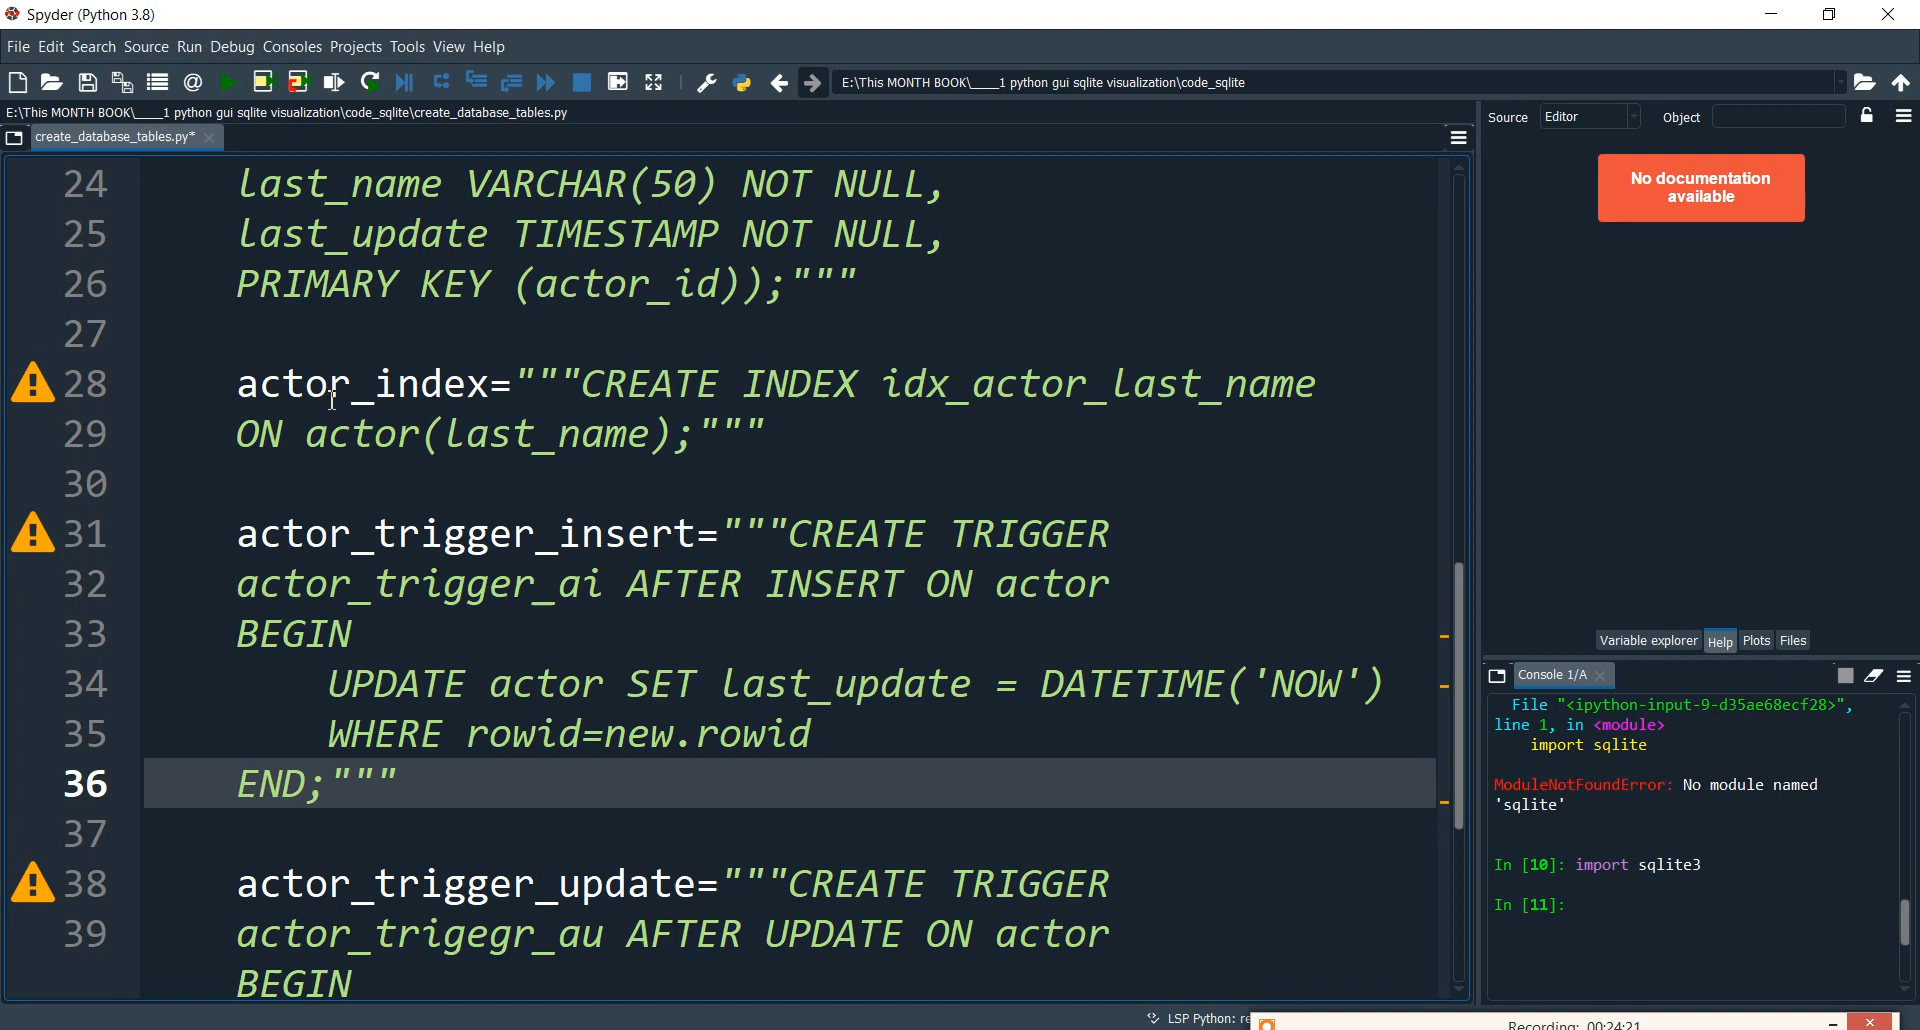 Spyder (Python 3.8)
File Edit Search Source Run Debug Consoles Projects Tools View Help
E:\This MONTH BOOK\____1 python gui sqlite visualization\code_sqlite
E:\This MONTH BOOK\____1 python gui sqlite visualization\code_sqlite\create_database_tables.py
create_database_tables.py*
24 last_name VARCHAR(50) NOT NULL,
25 last_update TIMESTAMP NOT NULL,
26 PRIMARY KEY (actor_id));"""
27
28 actor_index="""CREATE INDEX idx_actor_last_name
29 ON actor(last_name);"""
30
31 actor_trigger_insert="""CREATE TRIGGER
32 actor_trigger_ai AFTER INSERT ON actor
33 BEGIN
34 UPDATE actor SET last_update = DATETIME('NOW')
35 WHERE rowid=new.rowid
36 END;"""
37
38 actor_trigger_update="""CREATE TRIGGER
39 actor_trigegr_au AFTER UPDATE ON actor
BEGIN
Source Editor Object
No documentation
available
Variable explorer Help Plots Files
Console 1/A
File "<ipython-input-9-d35ae68ecf28>",
line 1, in <module>
import sqlite
ModuleNotFoundError: No module named
'sqlite'
In [10]: import sqlite3
In [11]:
LSP Python: re
Recording: 00:24:21